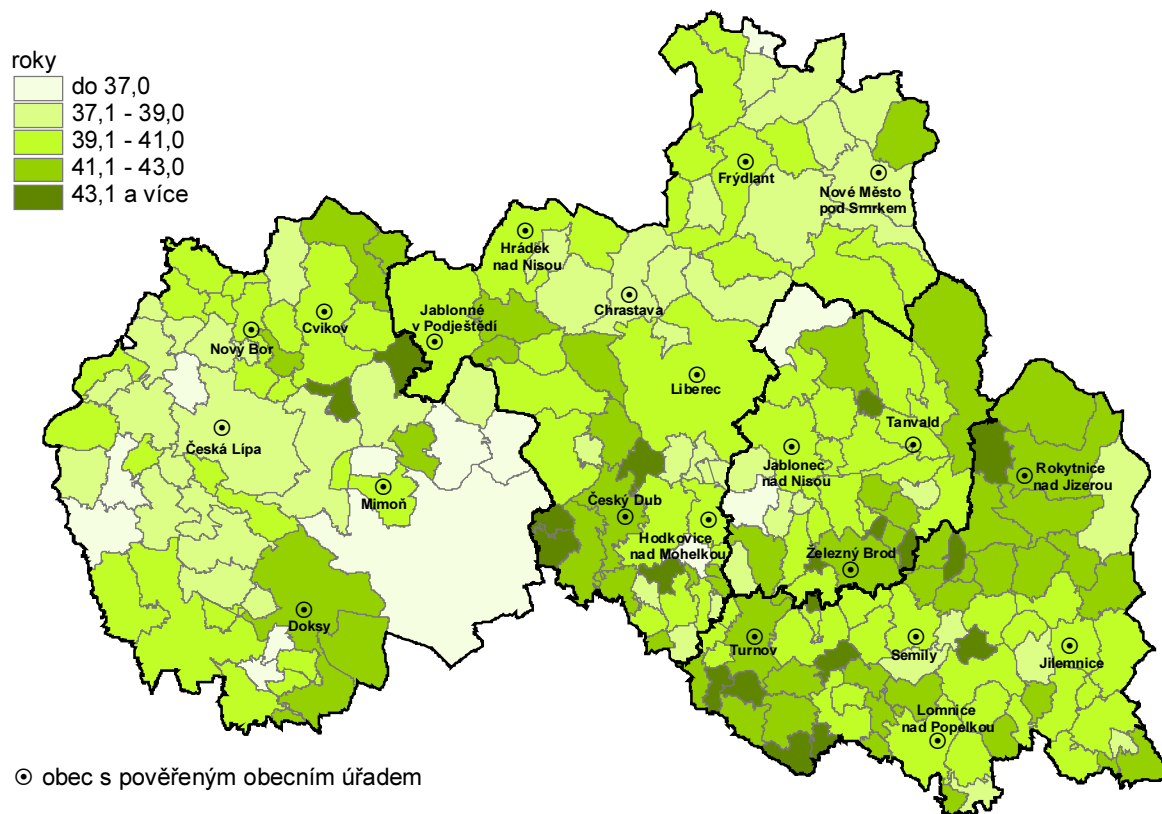 roky
do 37,0
37,1 - 39,0
39,1 - 41,0
41,1 - 43,0
43,1 a více
Frýdlant
Nové Město
pod Smrkem
Hrádek
nad Nisou
Chrastava
Jablonné
v Podještědí
Cvikov
Nový Bor
Liberec
Česká Lípa
Tanvald
Jablonec
nad Nisou
Rokytnice
nad Jizerou
Mimoň
Český Dub
Hodkovice
nad Mohelkou
Železný Brod
Doksy
Turnov
Semily
Jilemnice
Lomnice
nad Popelkou
obec s pověřeným obecním úřadem